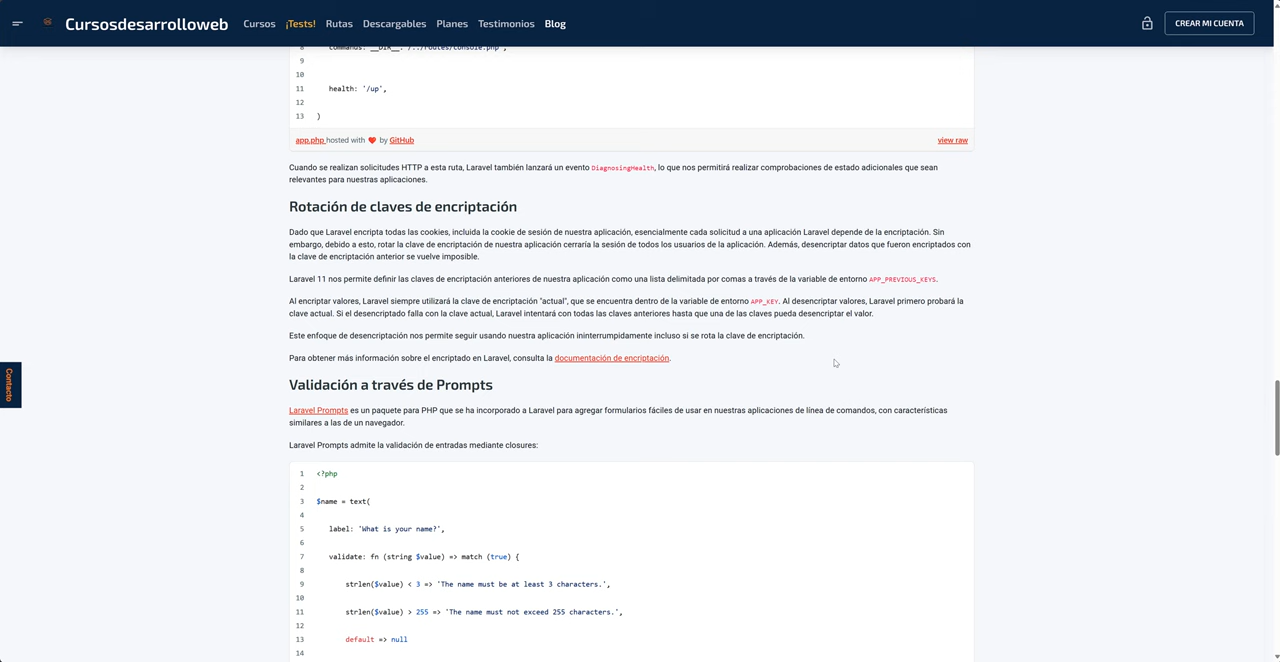 Cursosdesarrolloweb
Cursos
¡Tests!
Rutas
Descargables
Planes
Testimonios
Blog
CREAR MI CUENTA
8 commands: __DIR__.'/../routes/console.php',
9
10
11 health: '/up',
12
13 )
app.php hosted with ❤ by GitHub
view raw
Cuando se realizan solicitudes HTTP a esta ruta, Laravel también lanzará un evento DiagnosingHealth, lo que nos permitirá realizar comprobaciones de estado adicionales que sean
relevantes para nuestras aplicaciones.
Rotación de claves de encriptación
Dado que Laravel encripta todas las cookies, incluida la cookie de sesión de nuestra aplicación, esencialmente cada solicitud a una aplicación Laravel depende de la encriptación. Sin
embargo, debido a esto, rotar la clave de encriptación de nuestra aplicación cerraría la sesión de todos los usuarios de la aplicación. Además, desencriptar datos que fueron encriptados con
la clave de encriptación anterior se vuelve imposible.
Laravel 11 nos permite definir las claves de encriptación anteriores de nuestra aplicación como una lista delimitada por comas a través de la variable de entorno APP_PREVIOUS_KEYS.
Al encriptar valores, Laravel siempre utilizará la clave de encriptación "actual", que se encuentra dentro de la variable de entorno APP_KEY. Al desencriptar valores, Laravel primero probará la
clave actual. Si el desencriptado falla con la clave actual, Laravel intentará con todas las claves anteriores hasta que una de las claves pueda desencriptar el valor.
Este enfoque de desencriptación nos permite seguir usando nuestra aplicación ininterrumpidamente incluso si se rota la clave de encriptación.
Para obtener más información sobre el encriptado en Laravel, consulta la documentación de encriptación.
Contacto
Validación a través de Prompts
Laravel Prompts es un paquete para PHP que se ha incorporado a Laravel para agregar formularios fáciles de usar en nuestras aplicaciones de línea de comandos, con características
similares a las de un navegador.
Laravel Prompts admite la validación de entradas mediante closures:
1 <?php
2
3 $name = text(
4
5 label: 'What is your name?',
6
7 validate: fn (string $value) => match (true) {
8
9 strlen($value) < 3 => 'The name must be at least 3 characters.',
10
11 strlen($value) > 255 => 'The name must not exceed 255 characters.',
12
13 default => null
14